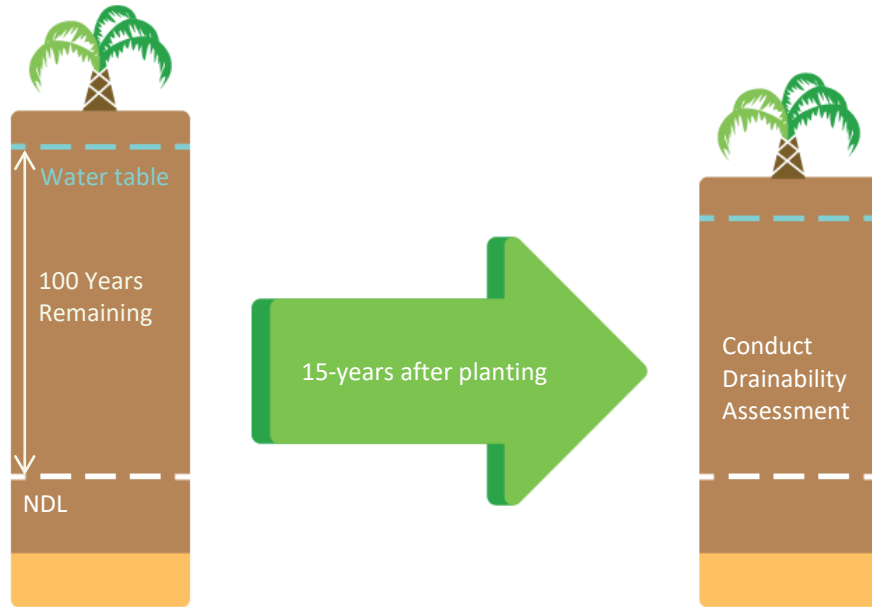 Water table
100 Years
Remaining
NDL
15-years after planting
Conduct
Drainability
Assessment